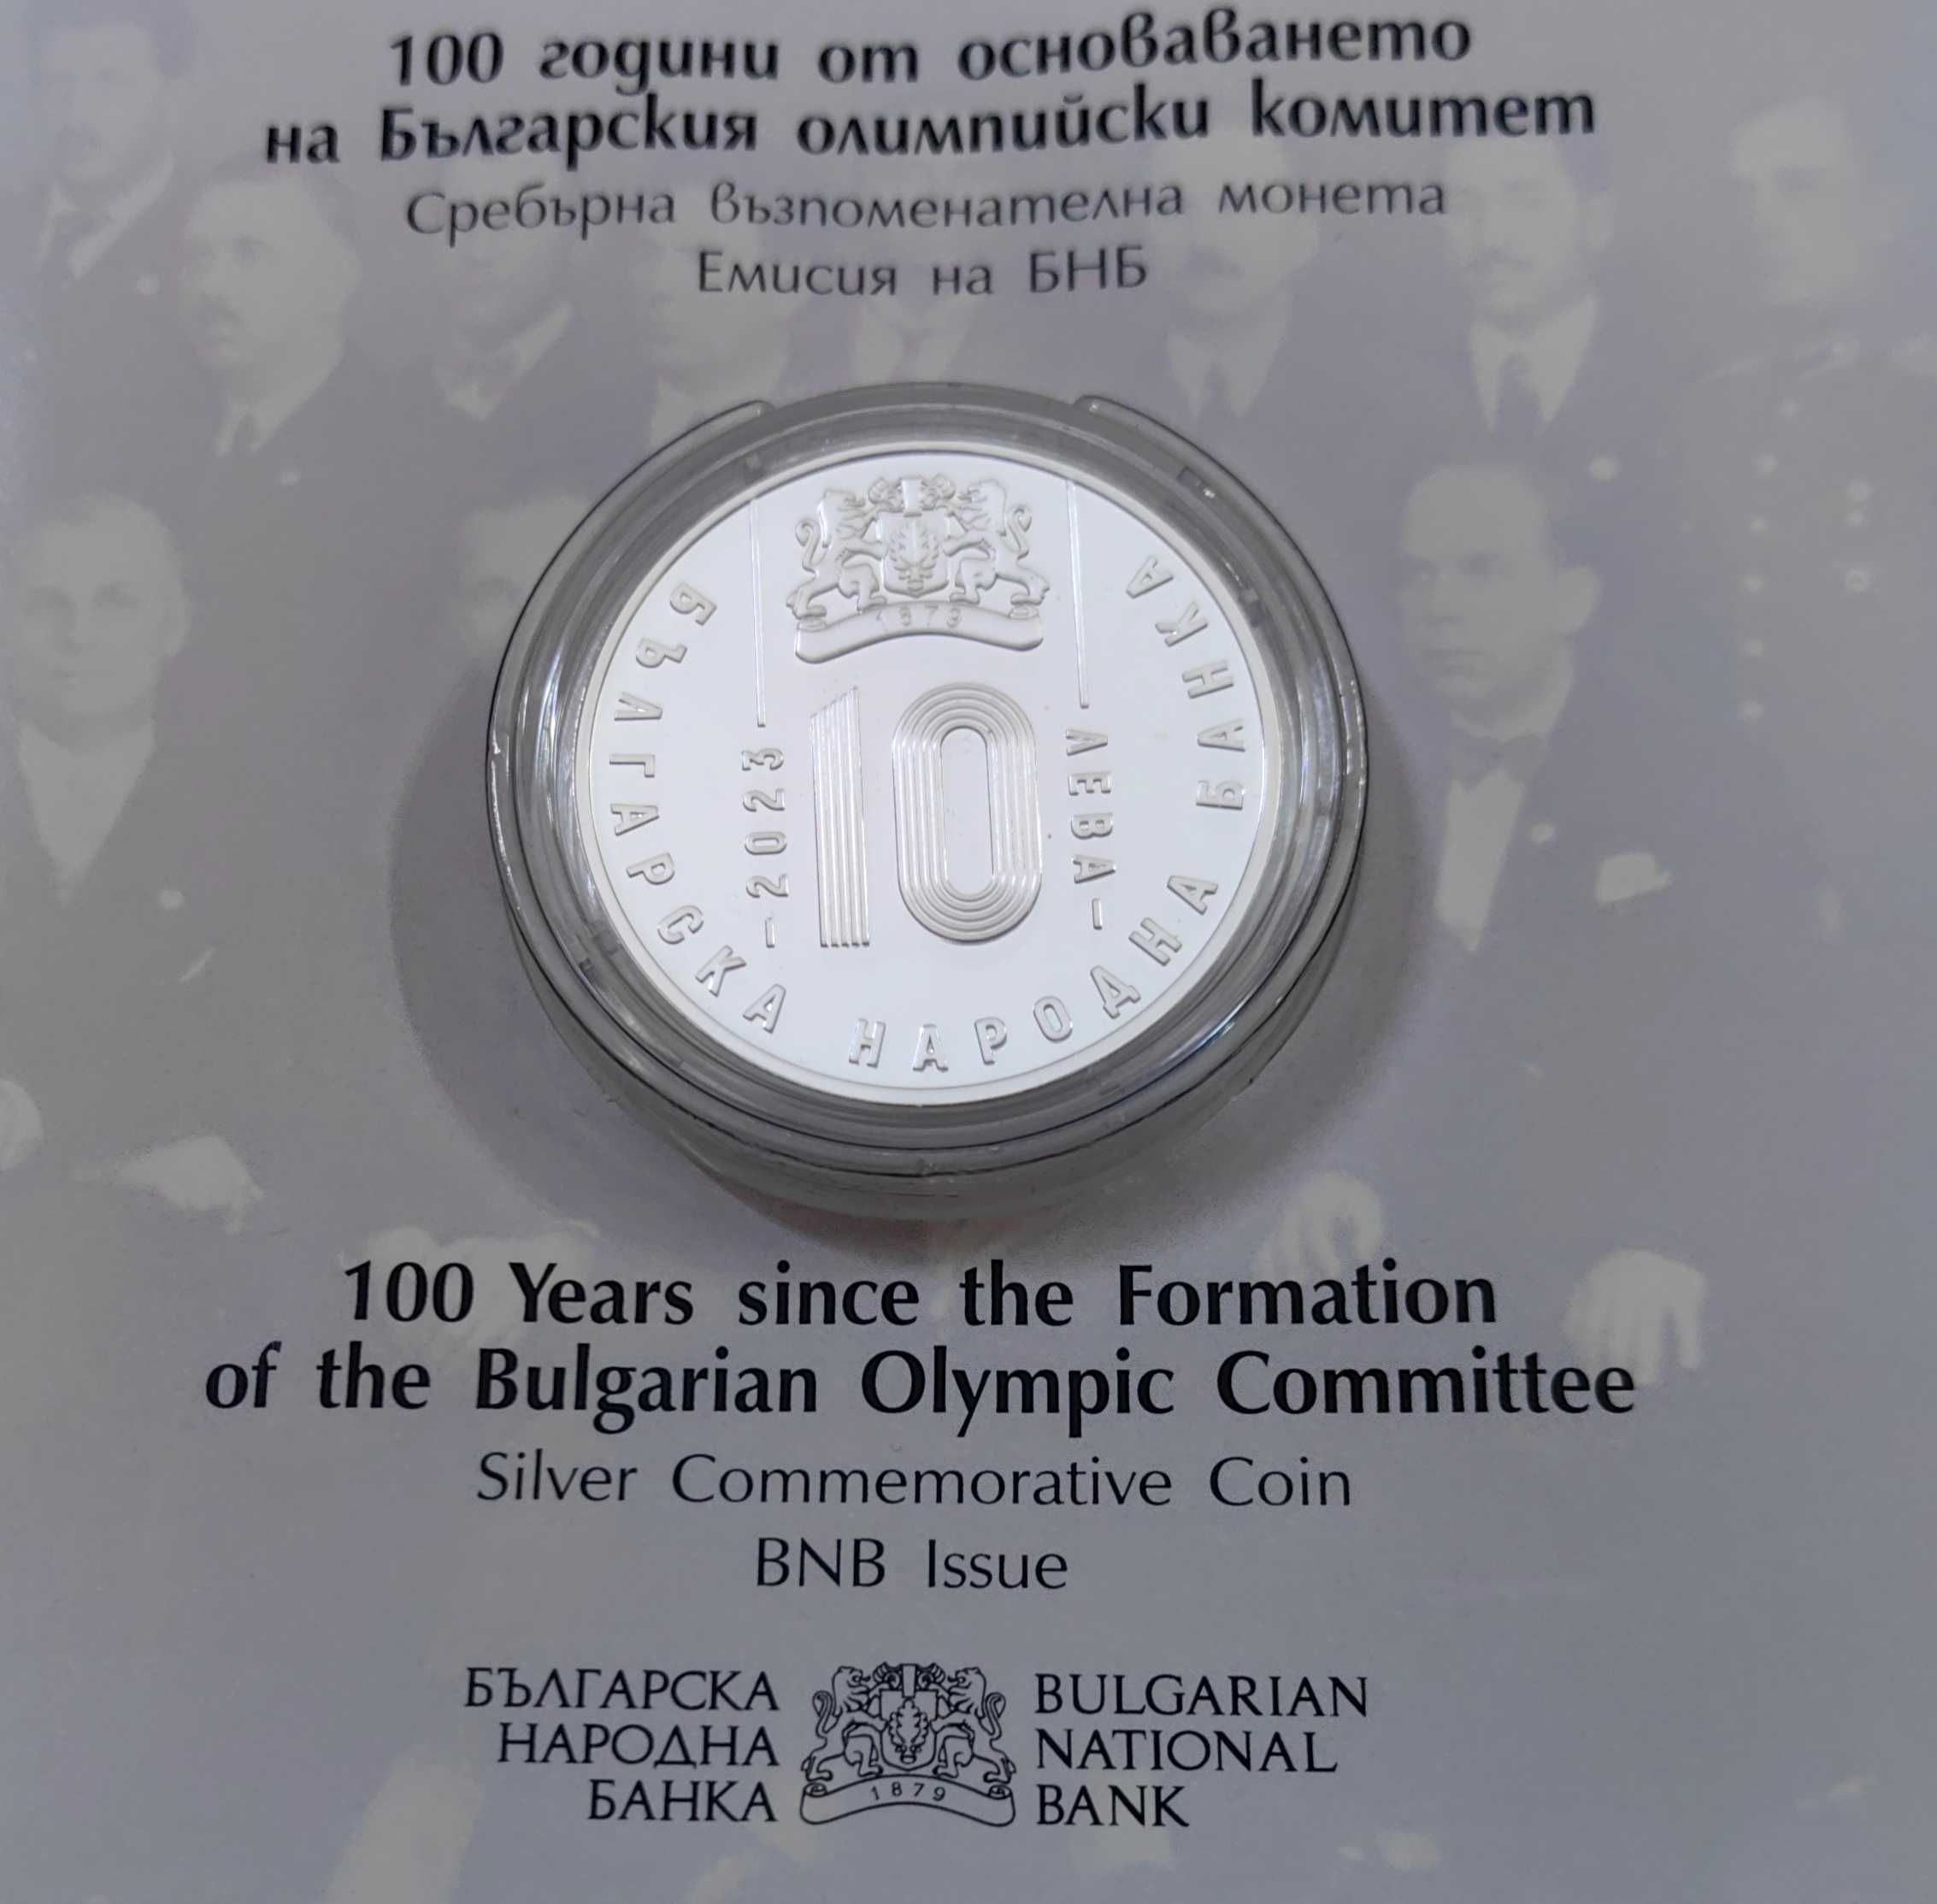 100 години от основаването
на Българския олимпийски комитет
Сребърна възпоменателна монета
Емисия на БНБ
1879
10
-2023-
-ЛЕВА-
БЪЛГАРСКА НАРОДНА БАНКА
100 Years since the Formation
of the Bulgarian Olympic Committee
Silver Commemorative Coin
BNB Issue
БЪЛГАРСКА
НАРОДНА
БАНКА
1879
BULGARIAN
NATIONAL
BANK